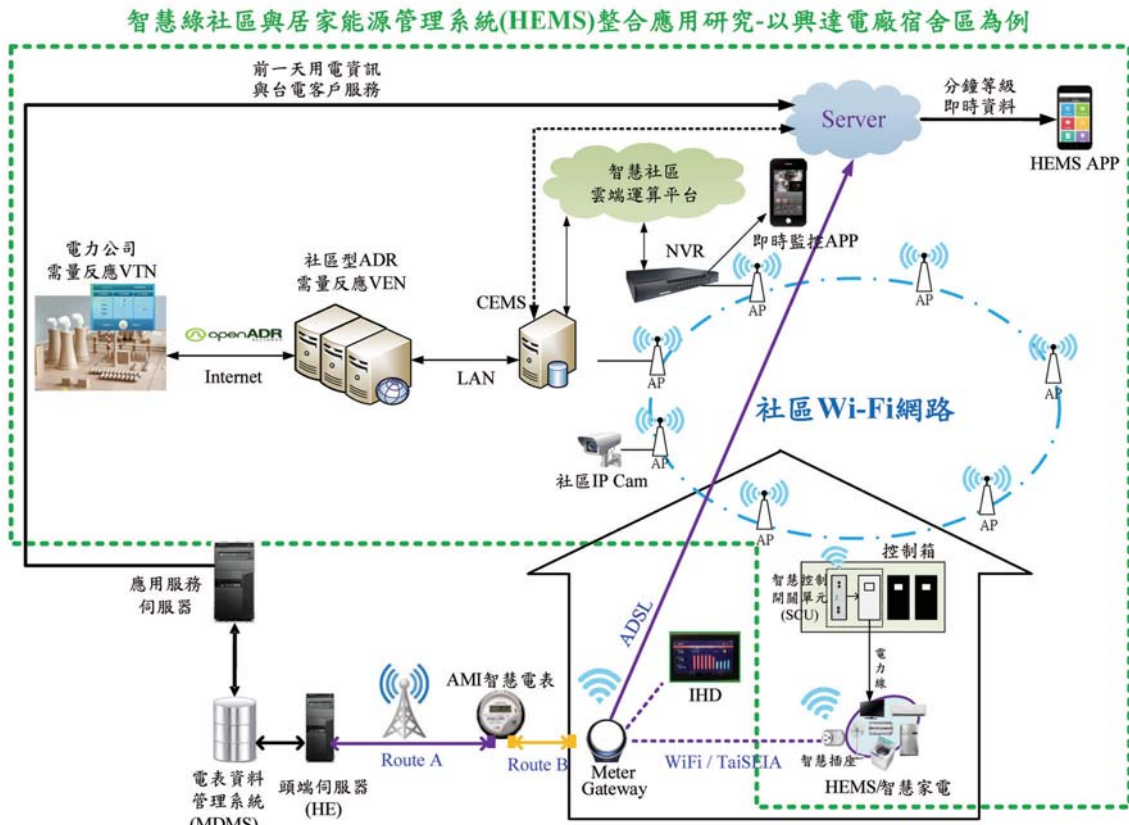 智慧綠社區與居家能源管理系統(HEMS)整合應用研究-以興達電廠宿舍區為例
前一天用電資訊
與台電客戶服務
Server
分鐘等級
即時資料
HEMS APP
智慧社區
雲端運算平台
即時監控APP
電力公司
需量反應VTN
社區型ADR
需量反應VEN
CEMS
NVR
AP
AP
openADR
Internet
LAN
AP
AP
社區Wi-Fi網路
社區IP Cam
AP
AP
AP
應用服務
伺服器
控制箱
智慧控制
開關單元
(SCU)
ADSL
電
力
線
AMI智慧電表
IHD
Route A
Route B
Meter
Gateway
WiFi / TaiSEIA
智慧插座
HEMS/智慧家電
電表資料
管理系統
(MDMS)
頭端伺服器
(HE)